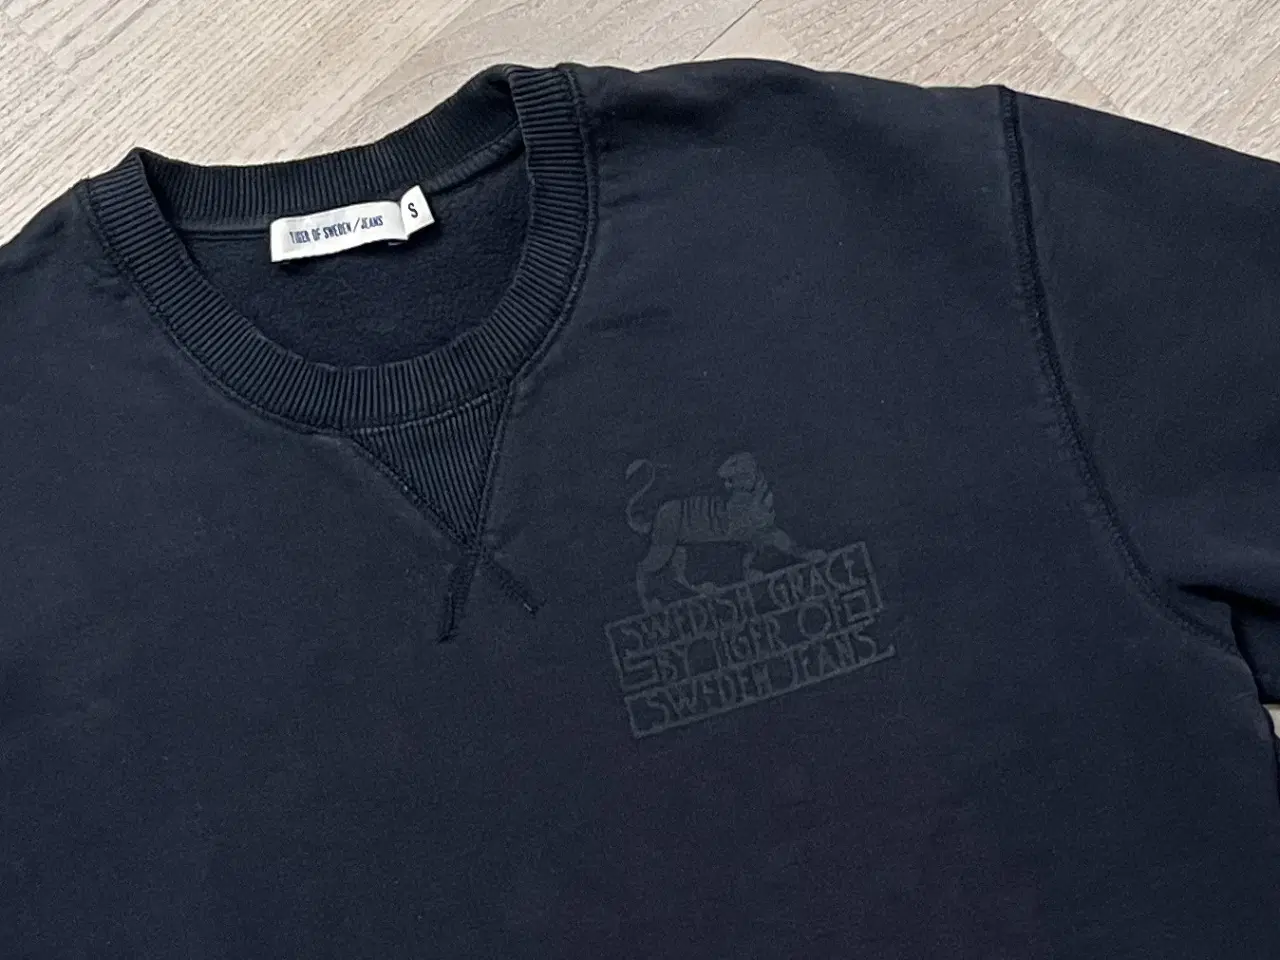 TIGER OF SWEDEN/JEANS
S
SWEDISH GRACE
BY TIGER OF
SWEDEN JEANS